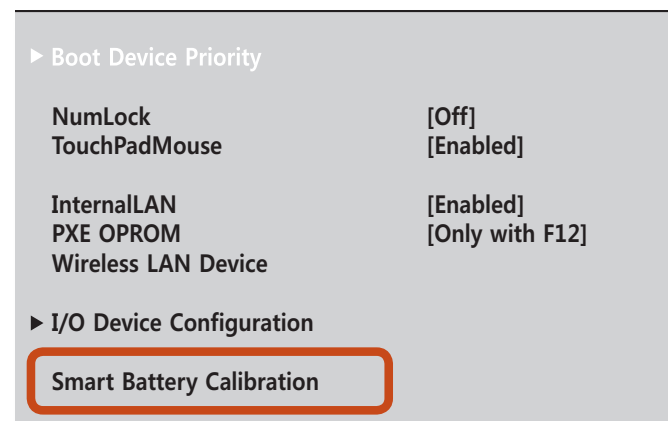 ▶ Boot Device Priority
NumLock [Off]
TouchPadMouse [Enabled]
InternalLAN [Enabled]
PXE OPROM [Only with F12]
Wireless LAN Device
▶ I/O Device Configuration
Smart Battery Calibration